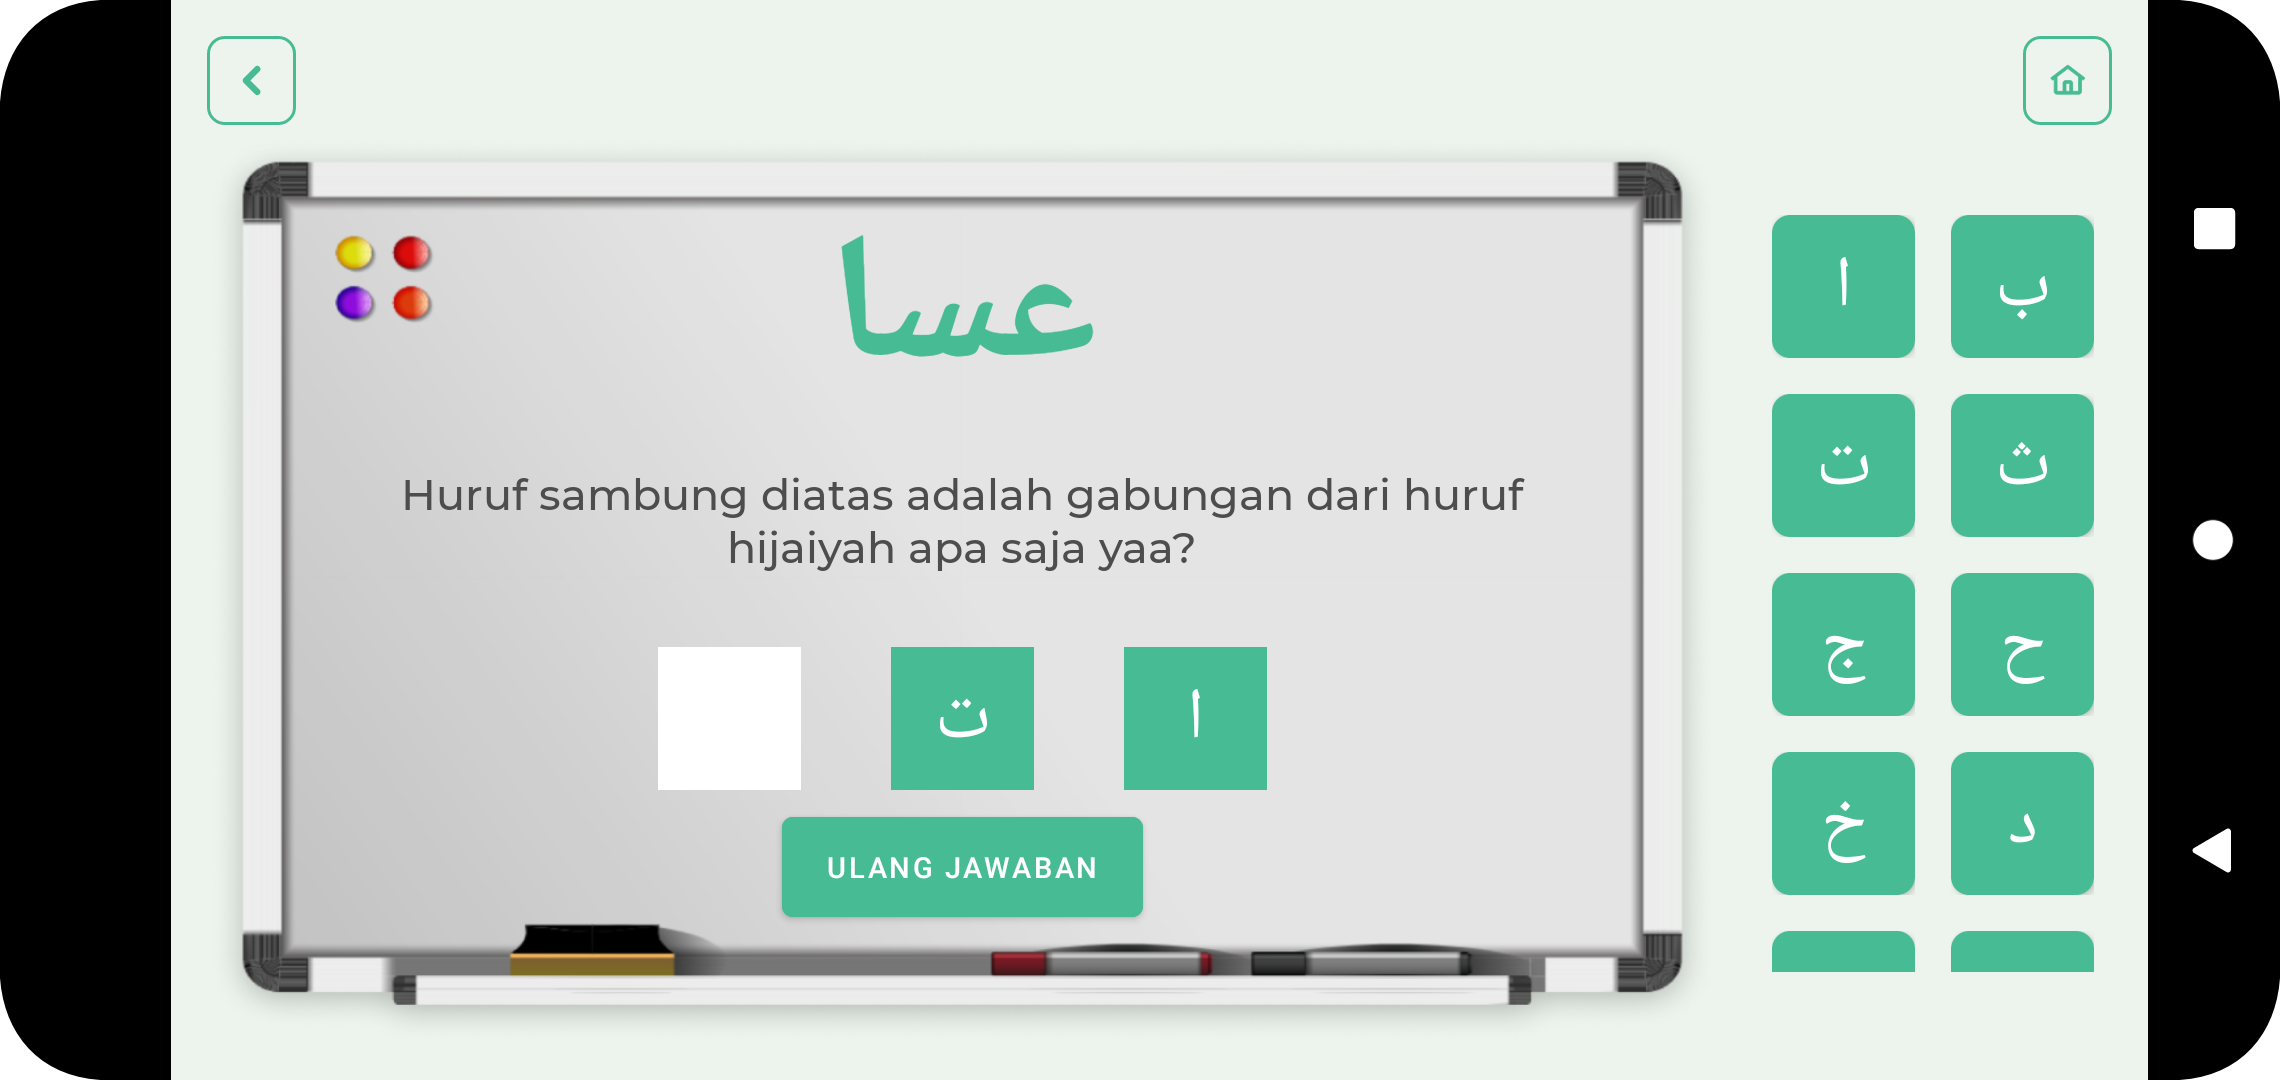 عسا
Huruf sambung diatas adalah gabungan dari huruf
hijaiyah apa saja yaa?
ت ا
ULANG JAWABAN
ا ب
ت ث
ج ح
خ د